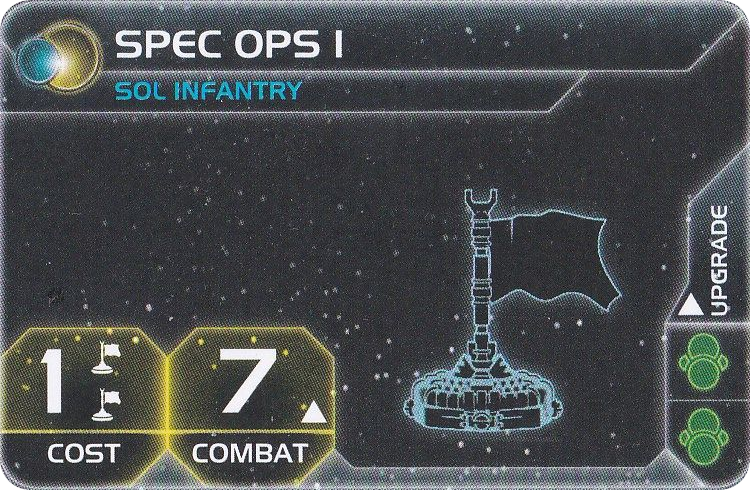 SPEC OPS I
SOL INFANTRY
UPGRADE
1
7
COST
COMBAT